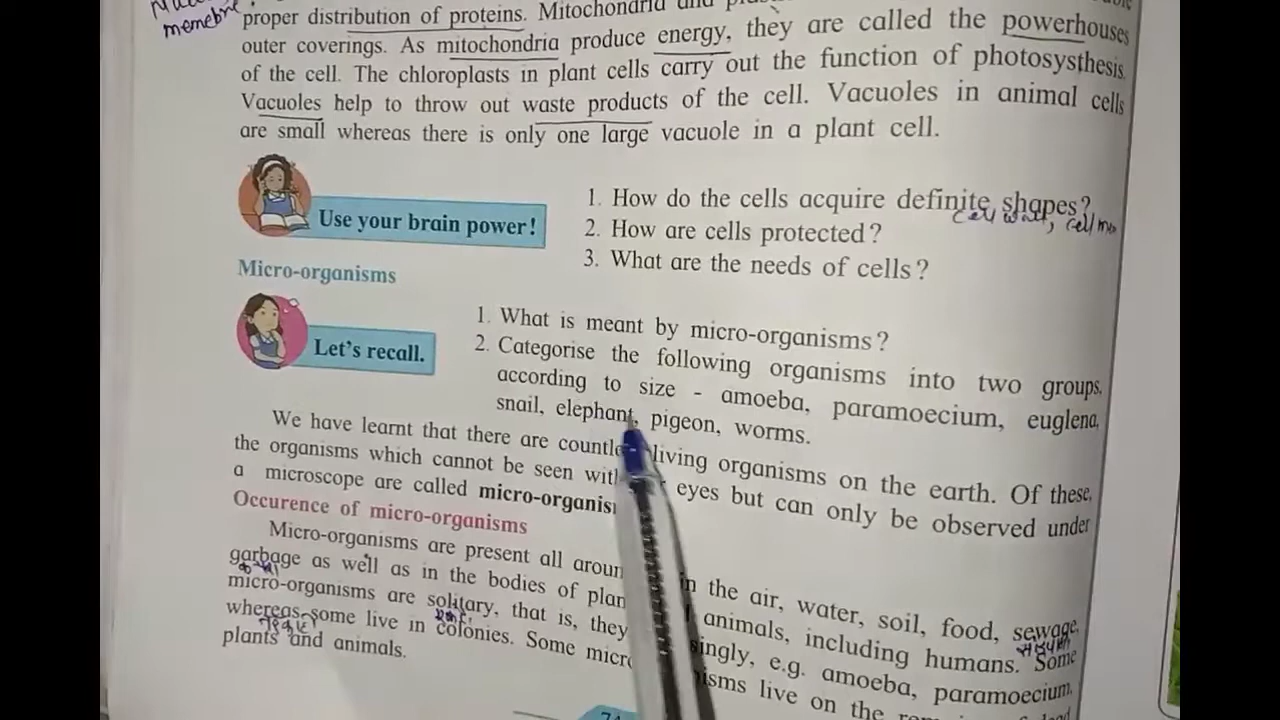 memebre
proper distribution of proteins. Mitochondria and
outer coverings. As mitochondria produce energy, they are called the powerhouses
of the cell. The chloroplasts in plant cells carry out the function of photosysthesis.
Vacuoles help to throw out waste products of the cell. Vacuoles in animal cells
are small whereas there is only one large vacuole in a plant cell.
Use your brain power!
1. How do the cells acquire definite shapes?
cell wall, cell
2. How are cells protected?
3. What are the needs of cells?
Micro-organisms
Let's recall.
1. What is meant by micro-organisms?
2. Categorise the following organisms into two groups,
according to size - amoeba, paramoecium, euglena,
snail, elephant, pigeon, worms.
We have learnt that there are living organisms on the earth. Of these,
the organisms which cannot be seen eyes but can only be observed under
a microscope are called
Occurence of micro-organisms
Micro-organisms are present all in the air, water, soil, food, sewage,
garbage as well as in the bodies of animals, including humans. Some
micro-organisms are solitary, that is, they e.g. amoeba, paramoecium,
whereas some live in colonies. Some live on the
plants and animals.